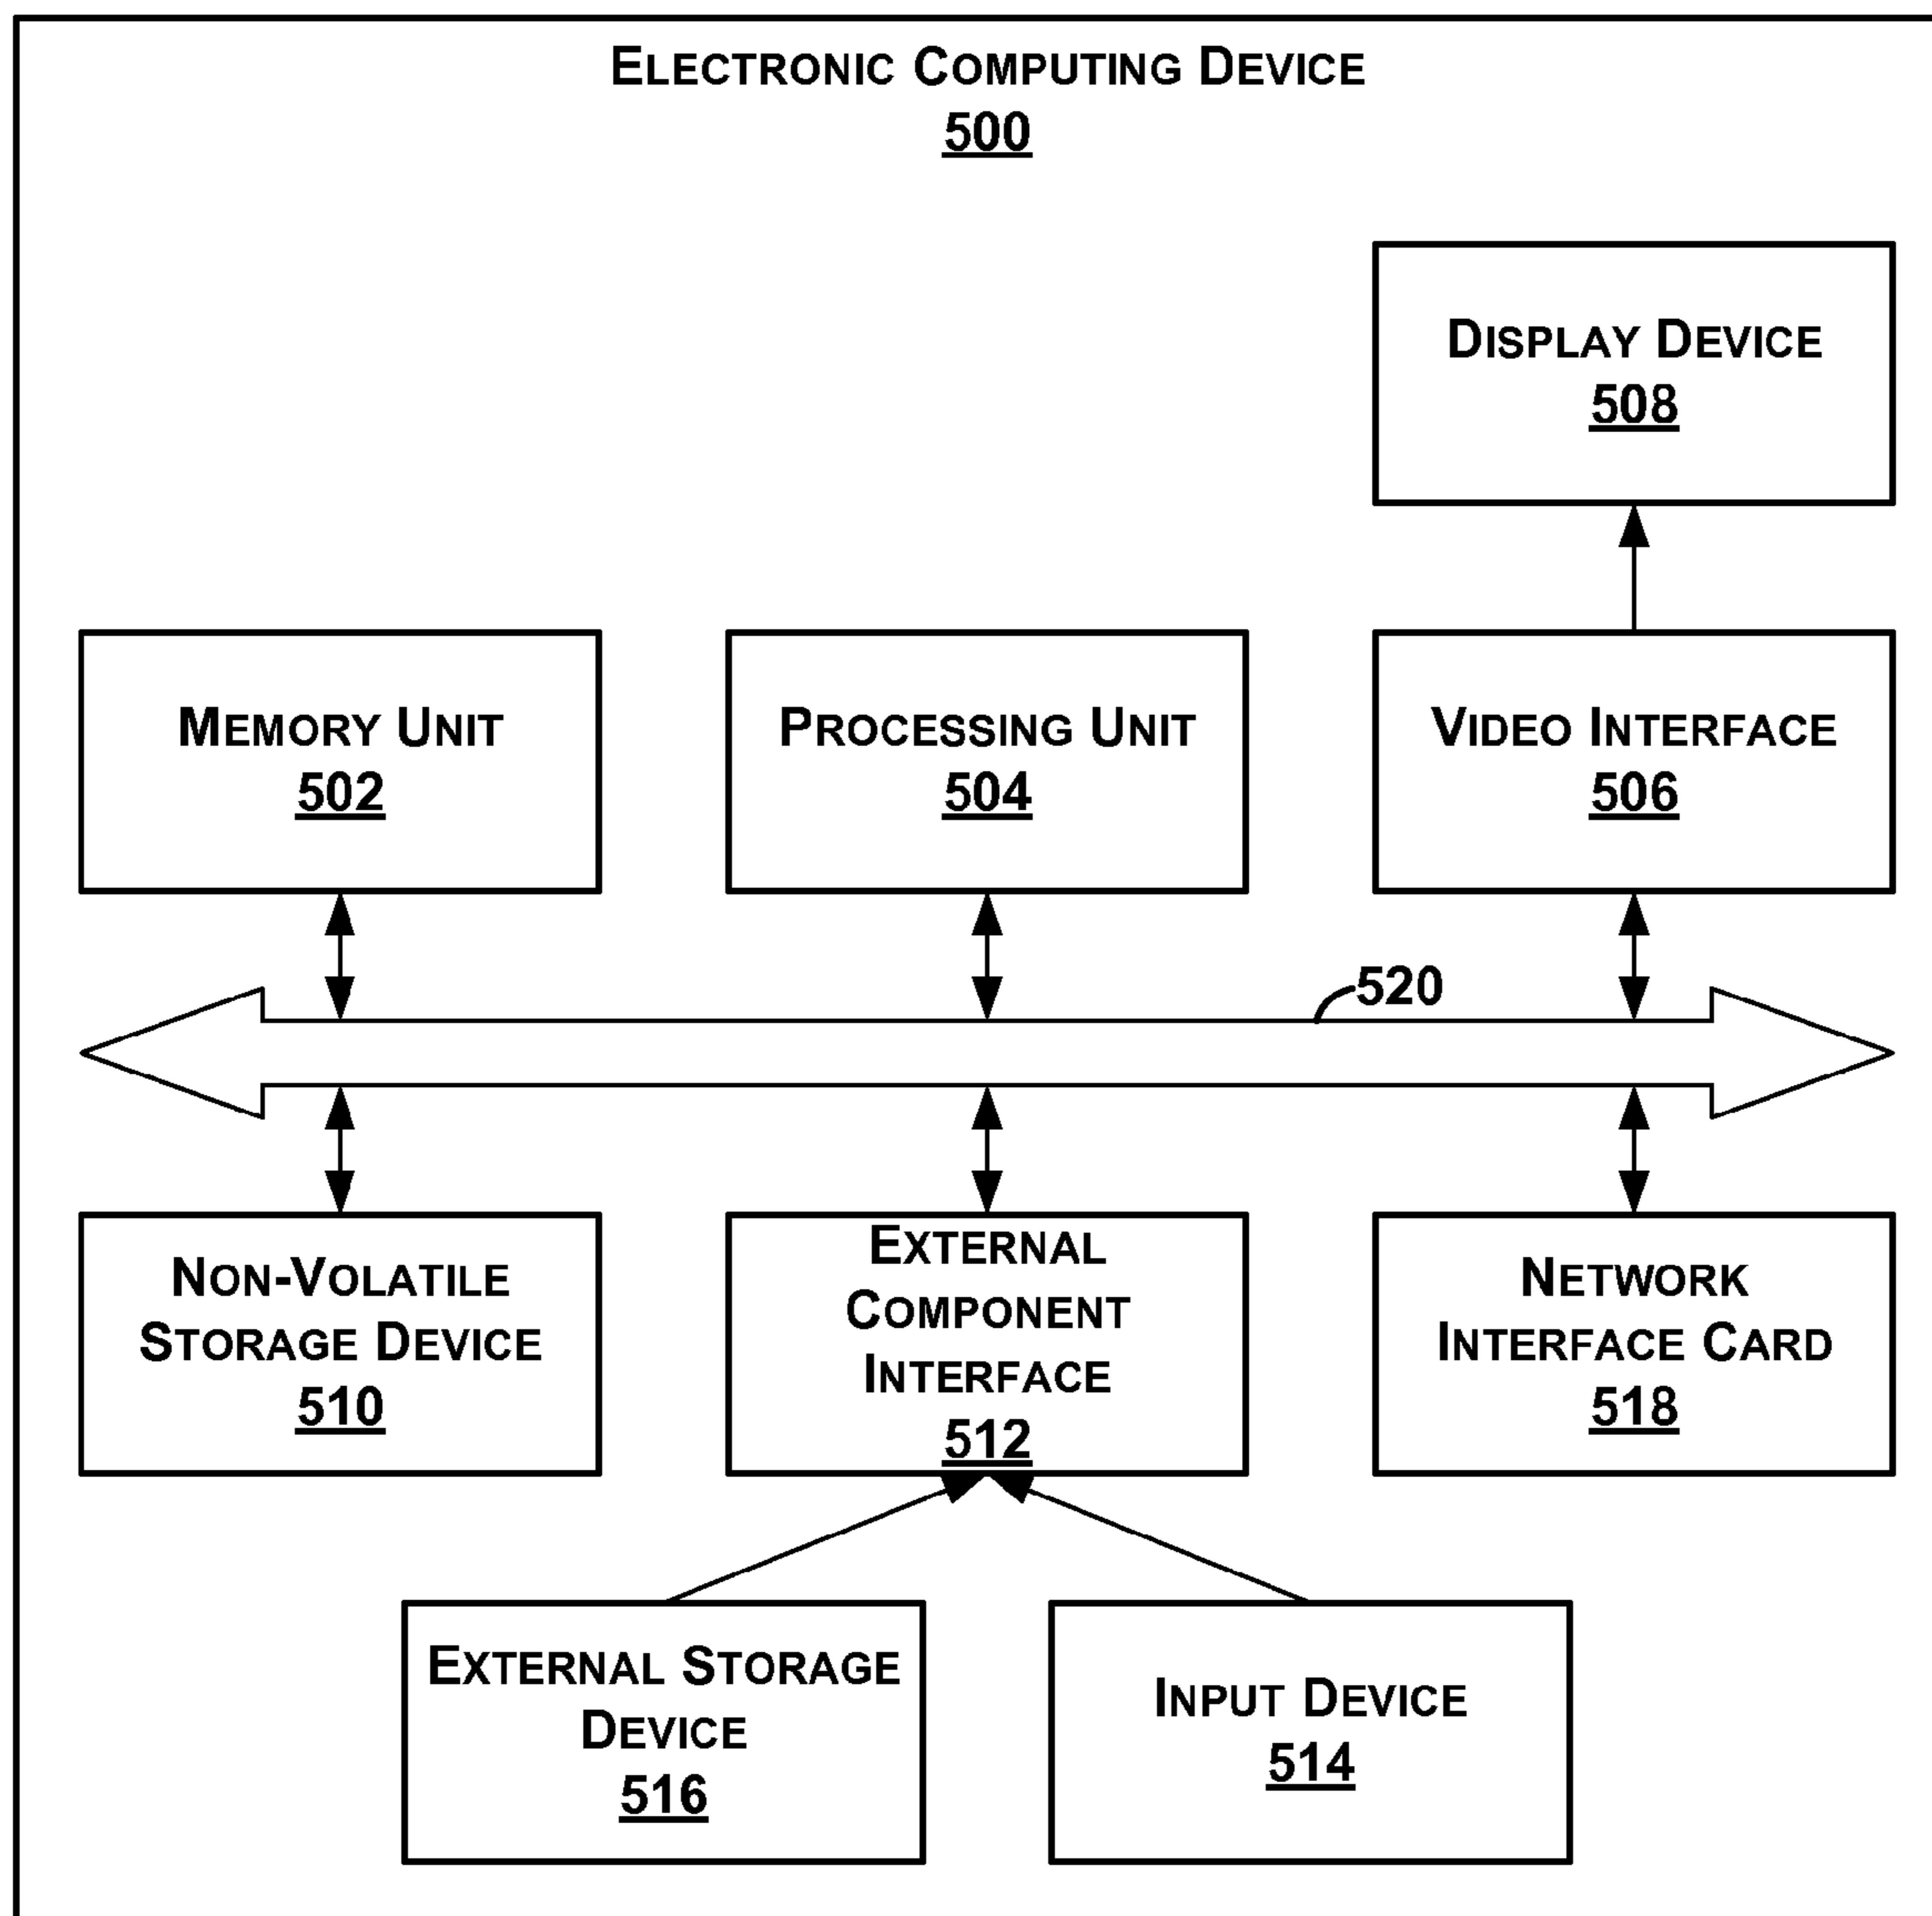 ELECTRONIC COMPUTING DEVICE
500
DISPLAY DEVICE
508
MEMORY UNIT
502
PROCESSING UNIT
504
VIDEO INTERFACE
506
520
NON-VOLATILE
STORAGE DEVICE
510
EXTERNAL
COMPONENT
INTERFACE
512
NETWORK
INTERFACE CARD
518
EXTERNAL STORAGE
DEVICE
516
INPUT DEVICE
514